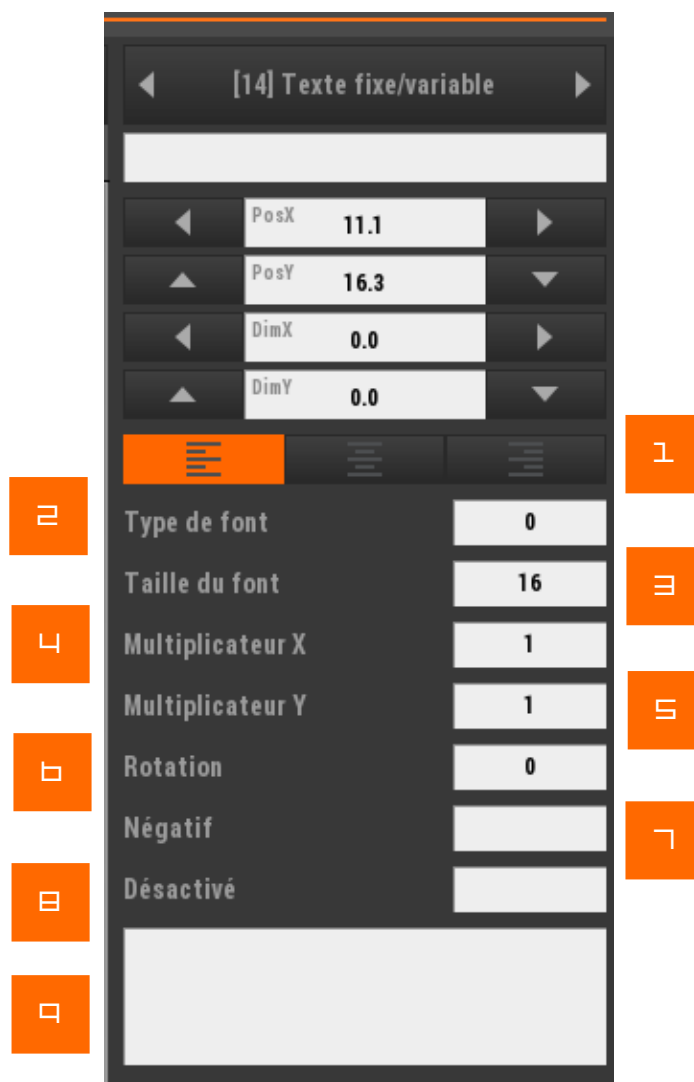 [14] Texte fixe/variable
PosX 11.1
PosY 16.3
DimX 0.0
DimY 0.0
1
2
Type de font 0
Taille du font 16
3
4
Multiplicateur X 1
Multiplicateur Y 1
5
6
Rotation 0
Négatif
7
8
Désactivé
9